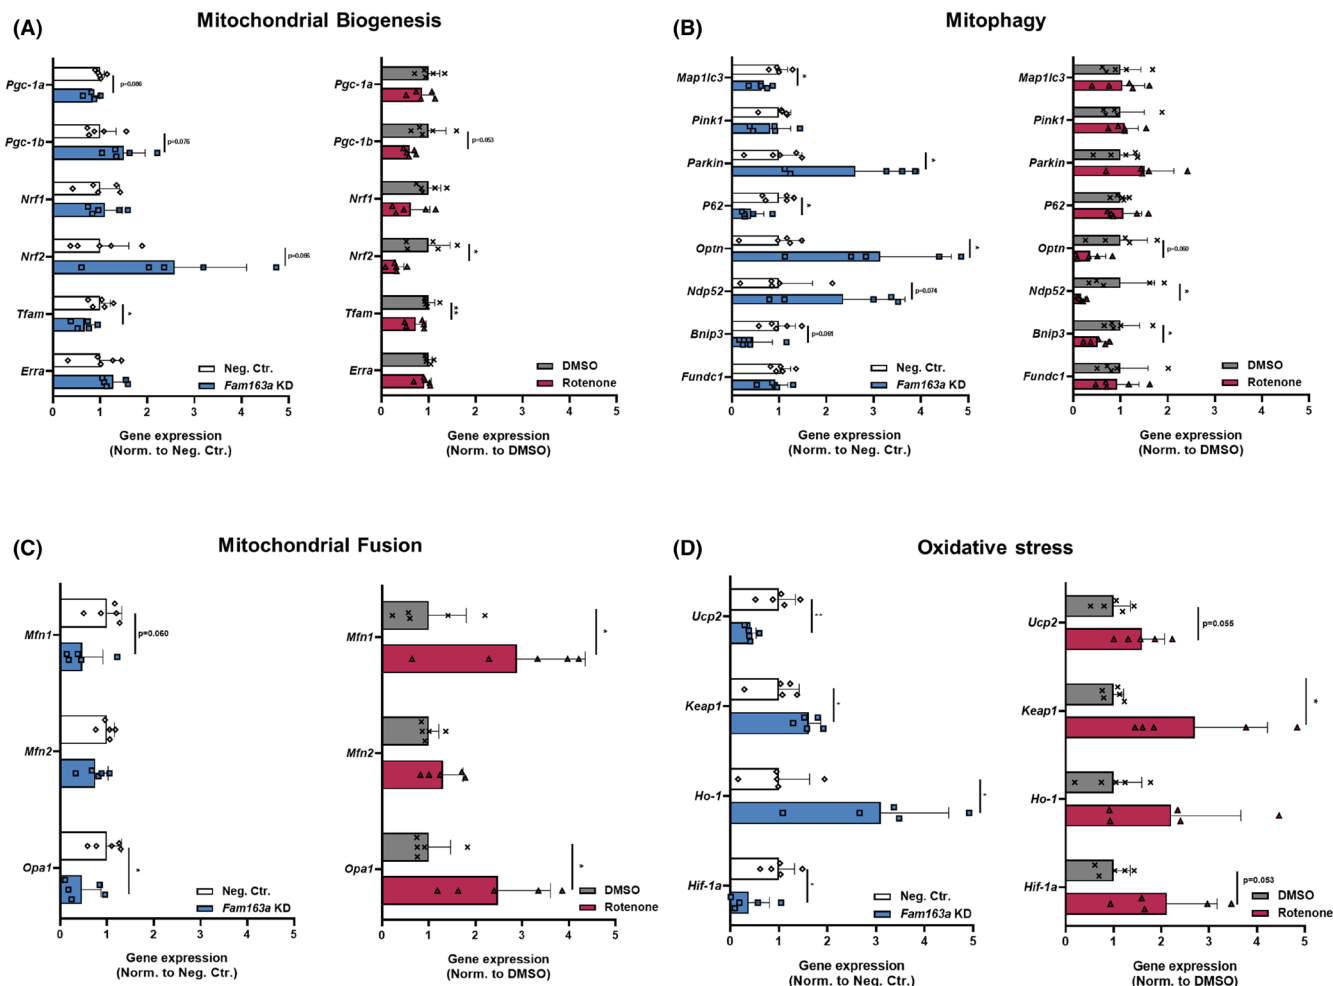 (A)
Mitochondrial Biogenesis
Pgc-1a
p=0.086
Pgc-1b
p=0.076
Nrf1
Nrf2
p=0.066
Tfam
*
Erra
Neg. Ctr.
Fam163a KD
0 1 2 3 4 5
Gene expression
(Norm. to Neg. Ctr.)
Pgc-1a
Pgc-1b
p=0.053
Nrf1
Nrf2
*
Tfam
**
Erra
DMSO
Rotenone
0 1 2 3 4 5
Gene expression
(Norm. to DMSO)
(B)
Mitophagy
Map1lc3
*
Pink1
Parkin
*
P62
*
Optn
*
Ndp52
p=0.074
Bnip3
p=0.061
Fundc1
Neg. Ctr.
Fam163a KD
0 1 2 3 4 5
Gene expression
(Norm. to Neg. Ctr.)
Map1lc3
Pink1
Parkin
P62
Optn
p=0.060
Ndp52
*
Bnip3
*
Fundc1
DMSO
Rotenone
0 1 2 3 4 5
Gene expression
(Norm. to DMSO)
(C)
Mitochondrial Fusion
Mfn1
p=0.060
Mfn2
Opa1
*
Neg. Ctr.
Fam163a KD
0 1 2 3 4 5
Gene expression
(Norm. to Neg. Ctr.)
Mfn1
*
Mfn2
Opa1
*
DMSO
Rotenone
0 1 2 3 4 5
Gene expression
(Norm. to DMSO)
(D)
Oxidative stress
Ucp2
**
Keap1
*
Ho-1
*
Hif-1a
*
Neg. Ctr.
Fam163a KD
0 1 2 3 4 5
Gene expression
(Norm. to Neg. Ctr.)
Ucp2
p=0.055
Keap1
*
Ho-1
Hif-1a
p=0.053
DMSO
Rotenone
0 1 2 3 4 5
Gene expression
(Norm. to DMSO)